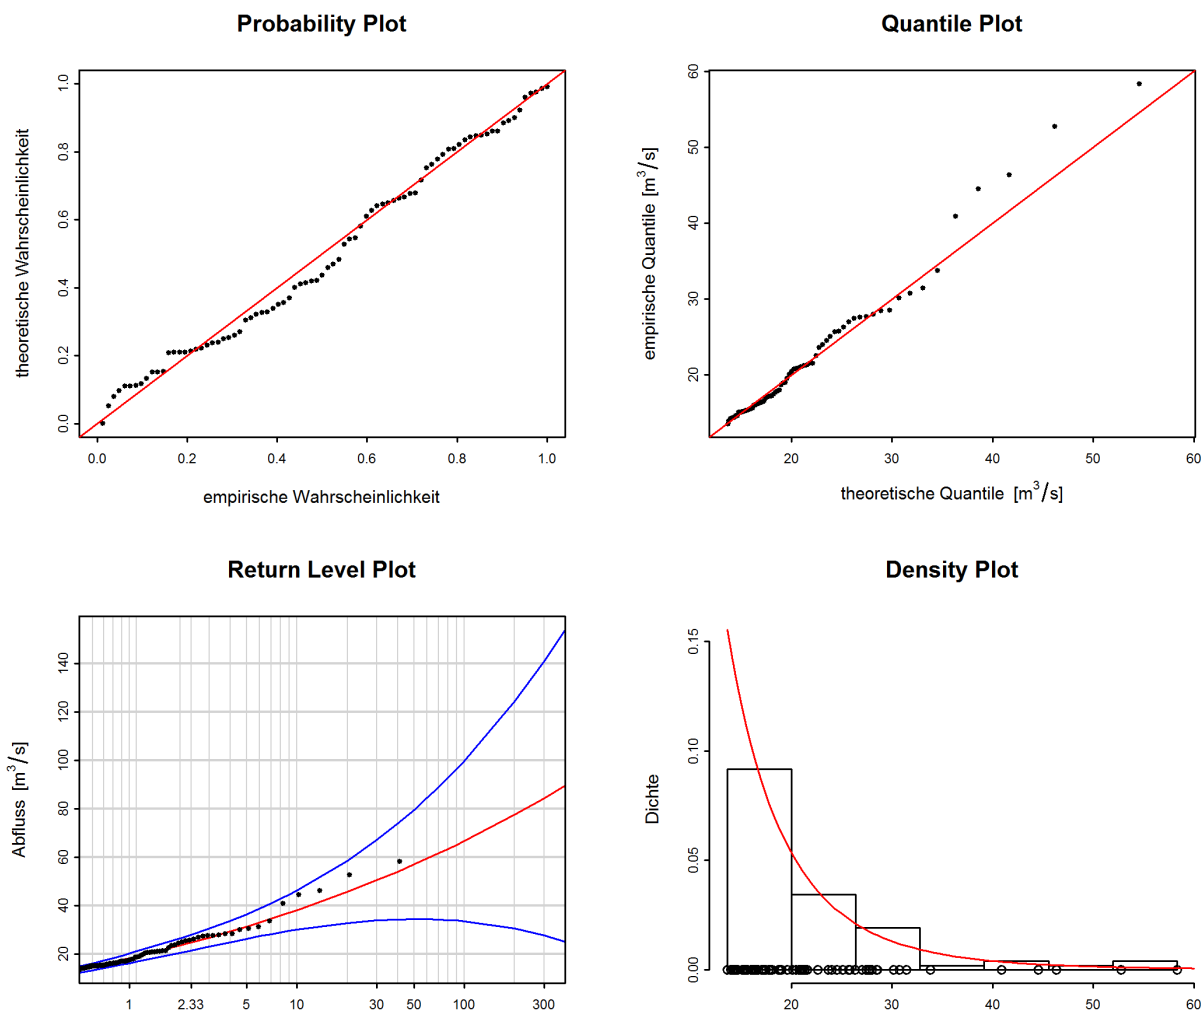 Probability Plot
theoretische Wahrscheinlichkeit
0.0 0.2 0.4 0.6 0.8 1.0
0.0 0.2 0.4 0.6 0.8 1.0
empirische Wahrscheinlichkeit
Quantile Plot
empirische Quantile [m³/s]
20 30 40 50 60
20 30 40 50 60
theoretische Quantile [m³/s]
Return Level Plot
Abfluss [m³/s]
20 40 60 80 100 120 140
1 2.33 5 10 30 50 100 300
Density Plot
Dichte
0.00 0.05 0.10 0.15
20 30 40 50 60